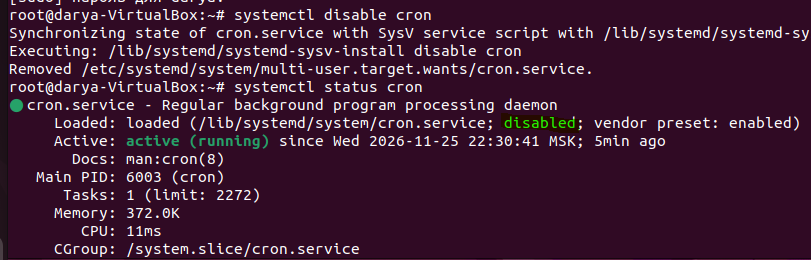 root@darya-VirtualBox:~# systemctl disable cron
Synchronizing state of cron.service with SysV service script with /lib/systemd/systemd-sy
Executing: /lib/systemd/systemd-sysv-install disable cron
Removed /etc/systemd/system/multi-user.target.wants/cron.service.
root@darya-VirtualBox:~# systemctl status cron
● cron.service - Regular background program processing daemon
Loaded: loaded (/lib/systemd/system/cron.service; disabled; vendor preset: enabled)
Active: active (running) since Wed 2026-11-25 22:30:41 MSK; 5min ago
Docs: man:cron(8)
Main PID: 6003 (cron)
Tasks: 1 (limit: 2272)
Memory: 372.0K
CPU: 11ms
CGroup: /system.slice/cron.service